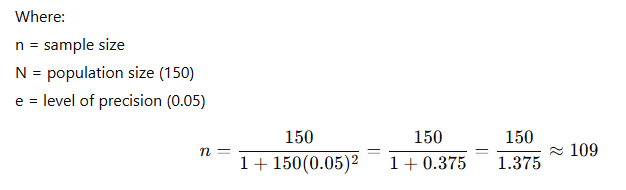 Where:
n = sample size
N = population size (150)
e = level of precision (0.05)
n = 150 / (1 + 150(0.05)²) = 150 / (1 + 0.375) = 150 / 1.375 ≈ 109